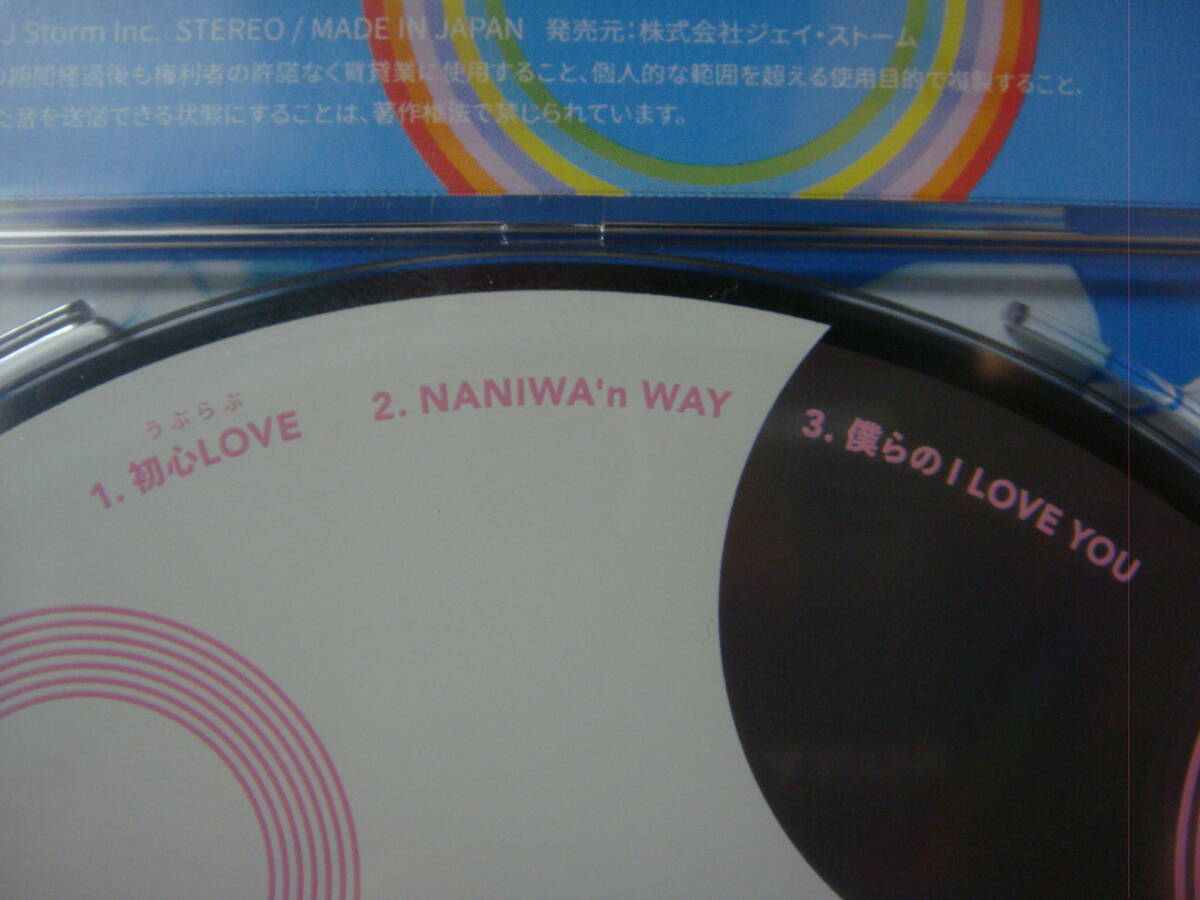 J Storm Inc. STEREO / MADE IN JAPAN 発売元：株式会社ジェイ・ストーム
の期間経過後も権利者の許諾なく賃貸業に使用すること、個人的な範囲を超える使用目的で複製すること、
た音を送信できる状態にすることは、著作権法で禁じられています。
うぶらぶ
1. 初心LOVE
2. NANIWA'n WAY
3. 僕らの I LOVE YOU